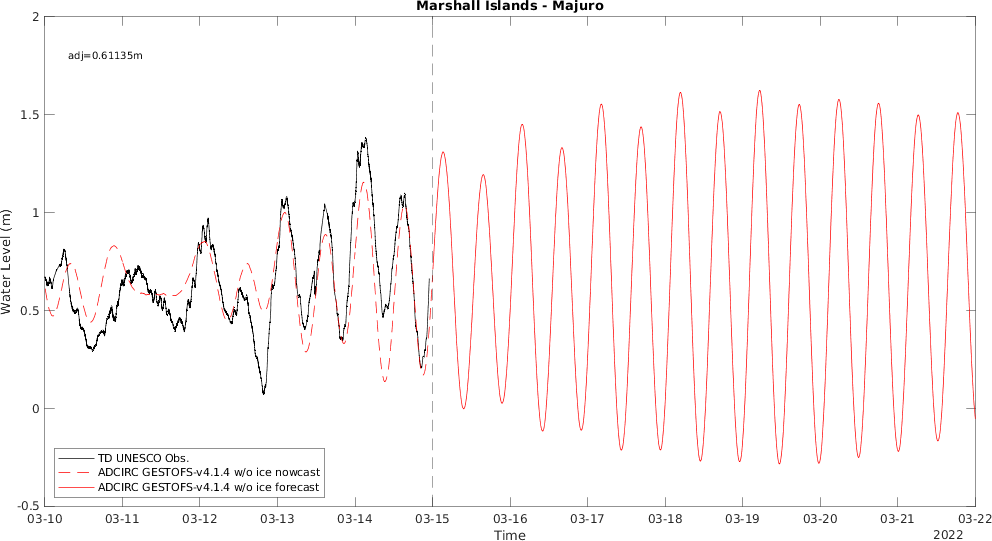 Marshall Islands - Majuro
adj=0.61135m
Water Level (m)
2
1.5
1
0.5
0
-0.5
TD UNESCO Obs.
ADCIRC GESTOFS-v4.1.4 w/o ice nowcast
ADCIRC GESTOFS-v4.1.4 w/o ice forecast
03-10 03-11 03-12 03-13 03-14 03-15 03-16 03-17 03-18 03-19 03-20 03-21 03-22
Time
2022